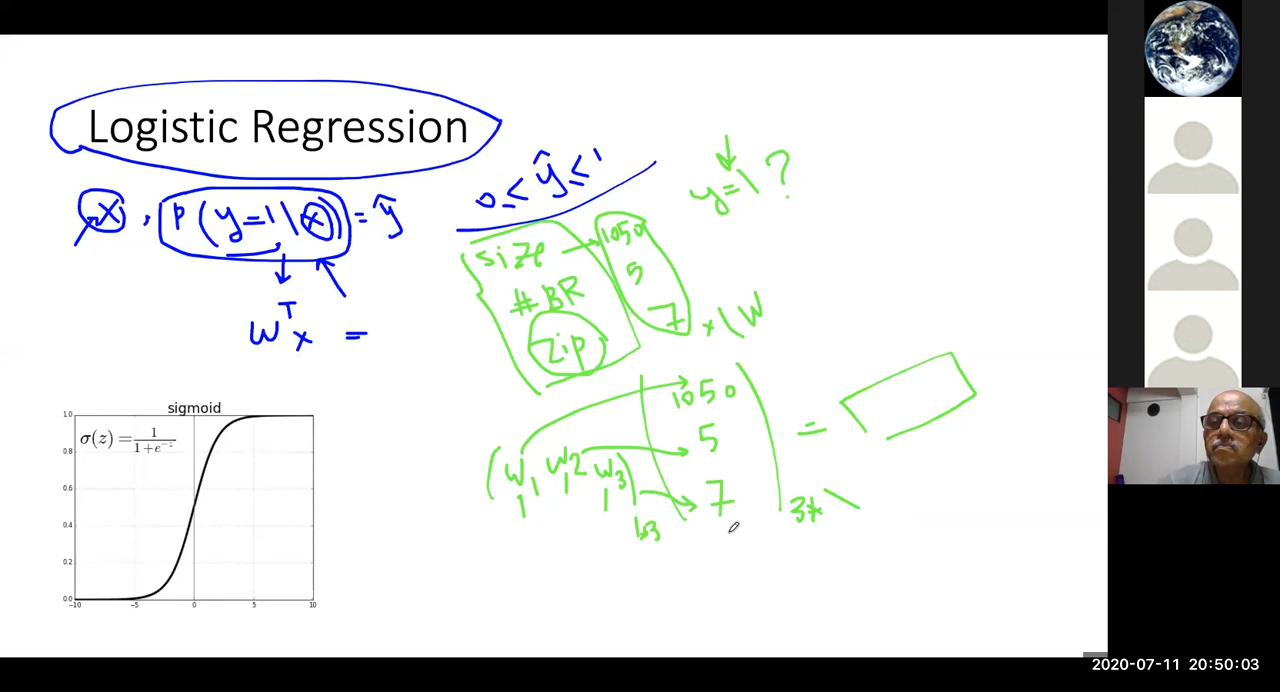 Logistic Regression
x, P(y=1|x) = ŷ
0 ≤ ŷ ≤ 1
y=1?
wᵀx =
size → 1050
#BR 5
zip 7 × (W
(w1, w2 w3) 1050 =
5
7
3*1
sigmoid
σ(z) = 1/(1+e^-z)
1.0
0.8
0.6
0.4
0.2
0.0
-10 -5 0 5 10
2020-07-11 20:50:03